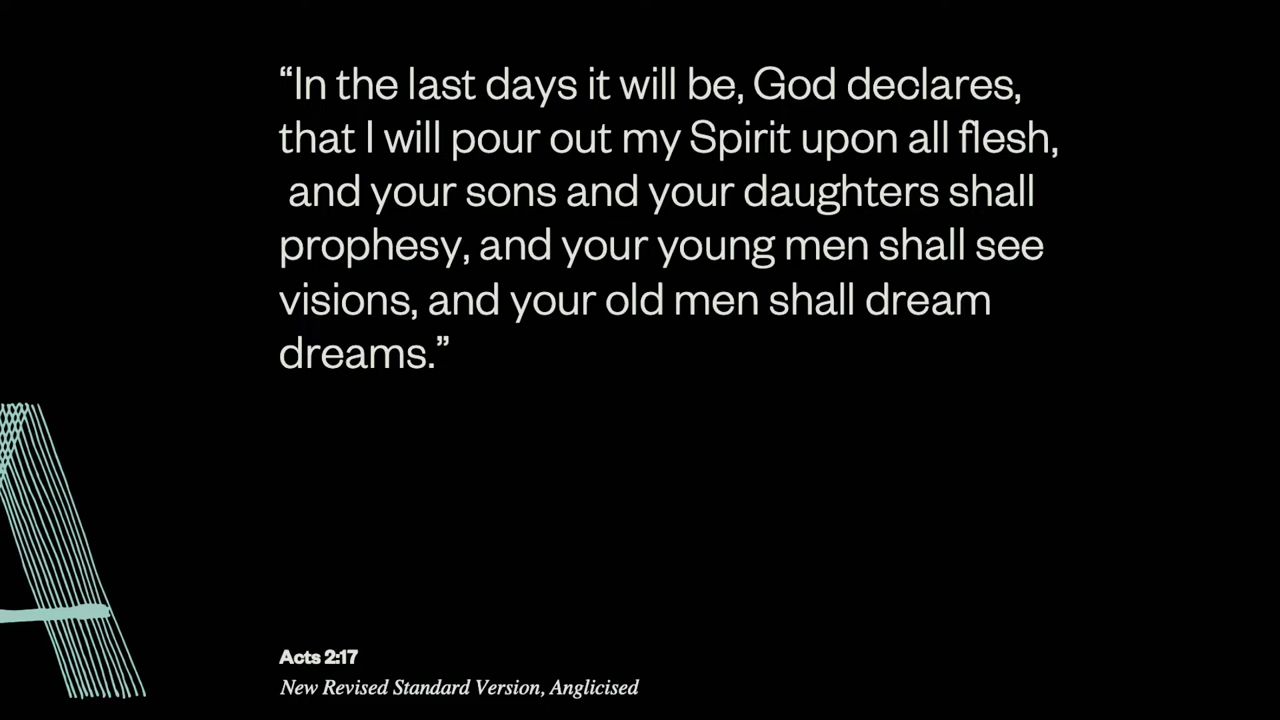 “In the last days it will be, God declares,
that I will pour out my Spirit upon all flesh,
and your sons and your daughters shall
prophesy, and your young men shall see
visions, and your old men shall dream
dreams.”
Acts 2:17
New Revised Standard Version, Anglicised